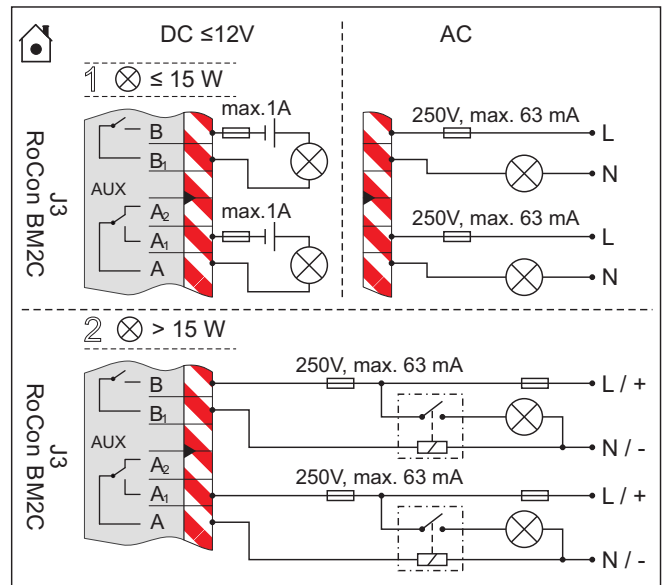 DC ≤12V
AC
1 ≤ 15 W
max.1A
250V, max. 63 mA
B
L
B1
N
AUX
J3
RoCon BM2C
A2
max.1A
250V, max. 63 mA
A1
L
A
N
2 > 15 W
250V, max. 63 mA
B
L / +
B1
N / -
AUX
J3
RoCon BM2C
A2
250V, max. 63 mA
A1
L / +
A
N / -